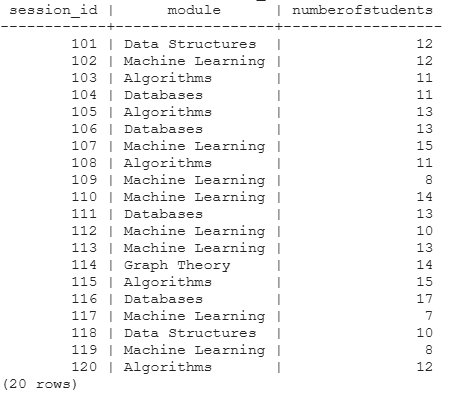 session_id | module | numberofstudents
-----------+------------------+------------------
101 | Data Structures | 12
102 | Machine Learning | 12
103 | Algorithms | 11
104 | Databases | 11
105 | Algorithms | 13
106 | Databases | 13
107 | Machine Learning | 15
108 | Algorithms | 11
109 | Machine Learning | 8
110 | Machine Learning | 14
111 | Databases | 13
112 | Machine Learning | 10
113 | Machine Learning | 13
114 | Graph Theory | 14
115 | Algorithms | 15
116 | Databases | 17
117 | Machine Learning | 7
118 | Data Structures | 10
119 | Machine Learning | 8
120 | Algorithms | 12
(20 rows)